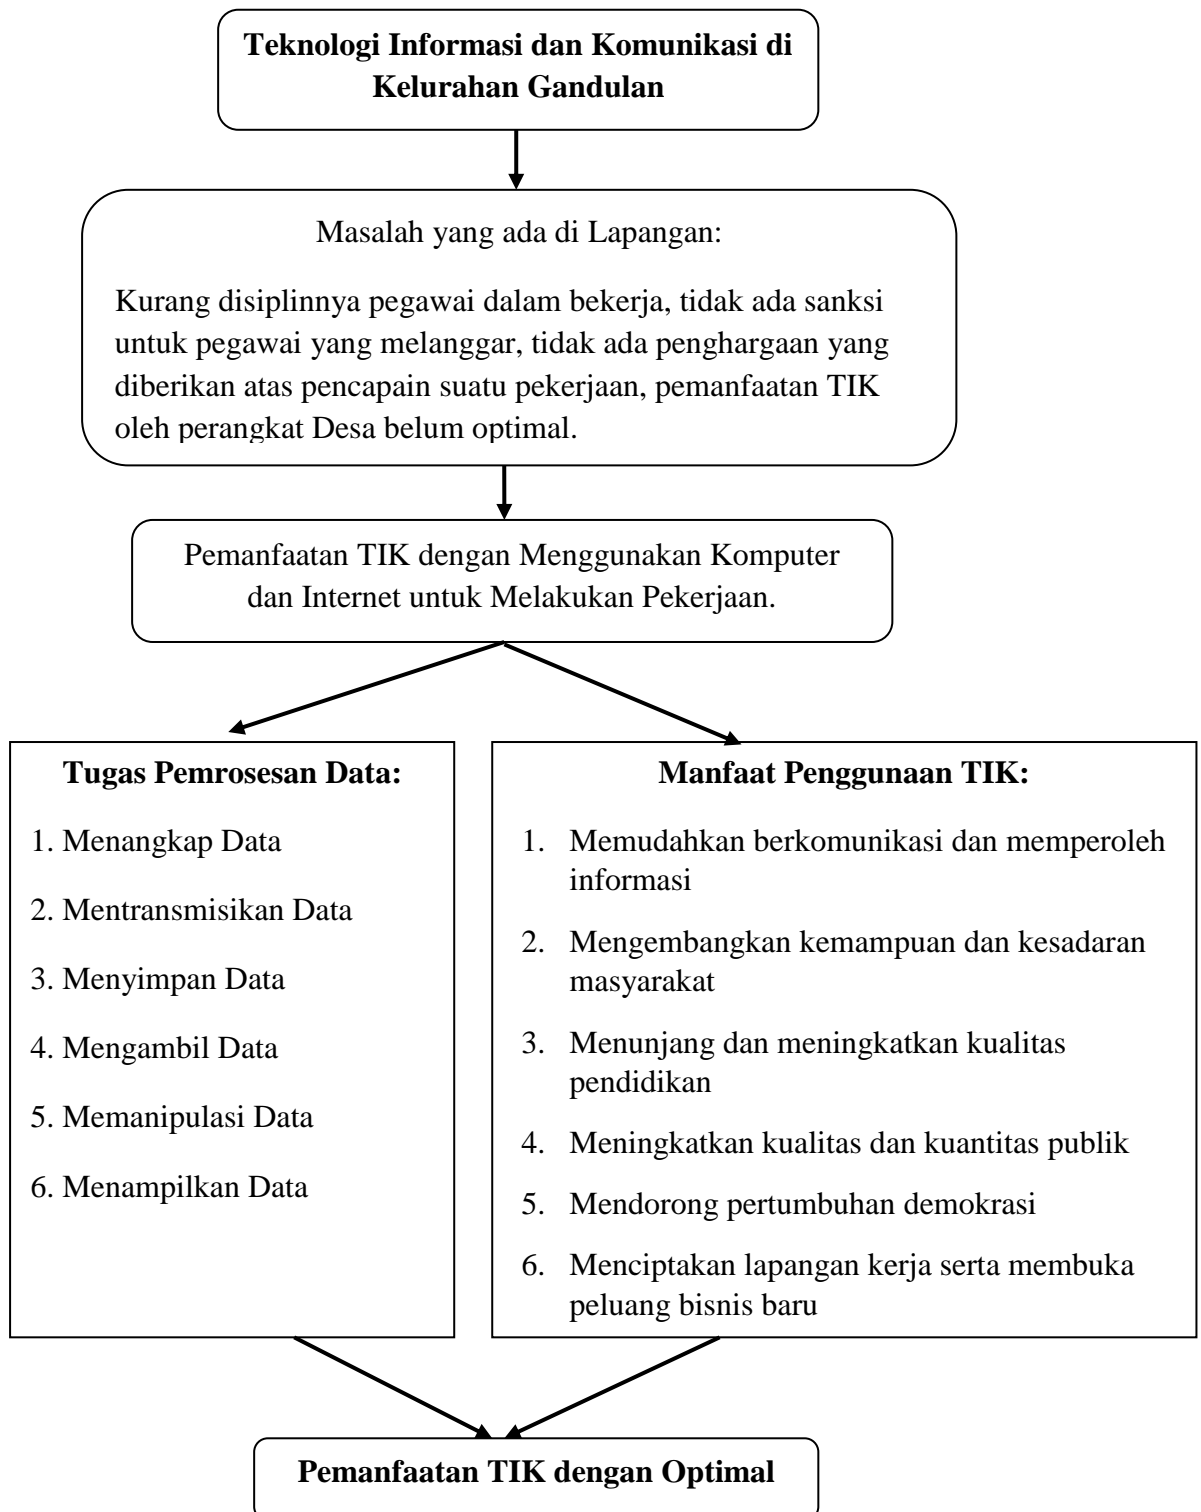 Teknologi Informasi dan Komunikasi di
Kelurahan Gandulan
Masalah yang ada di Lapangan:
Kurang disiplinnya pegawai dalam bekerja, tidak ada sanksi
untuk pegawai yang melanggar, tidak ada penghargaan yang
diberikan atas pencapain suatu pekerjaan, pemanfaatan TIK
oleh perangkat Desa belum optimal.
Pemanfaatan TIK dengan Menggunakan Komputer
dan Internet untuk Melakukan Pekerjaan.
Tugas Pemrosesan Data:
1. Menangkap Data
2. Mentransmisikan Data
3. Menyimpan Data
4. Mengambil Data
5. Memanipulasi Data
6. Menampilkan Data
Manfaat Penggunaan TIK:
1. Memudahkan berkomunikasi dan memperoleh
informasi
2. Mengembangkan kemampuan dan kesadaran
masyarakat
3. Menunjang dan meningkatkan kualitas
pendidikan
4. Meningkatkan kualitas dan kuantitas publik
5. Mendorong pertumbuhan demokrasi
6. Menciptakan lapangan kerja serta membuka
peluang bisnis baru
Pemanfaatan TIK dengan Optimal